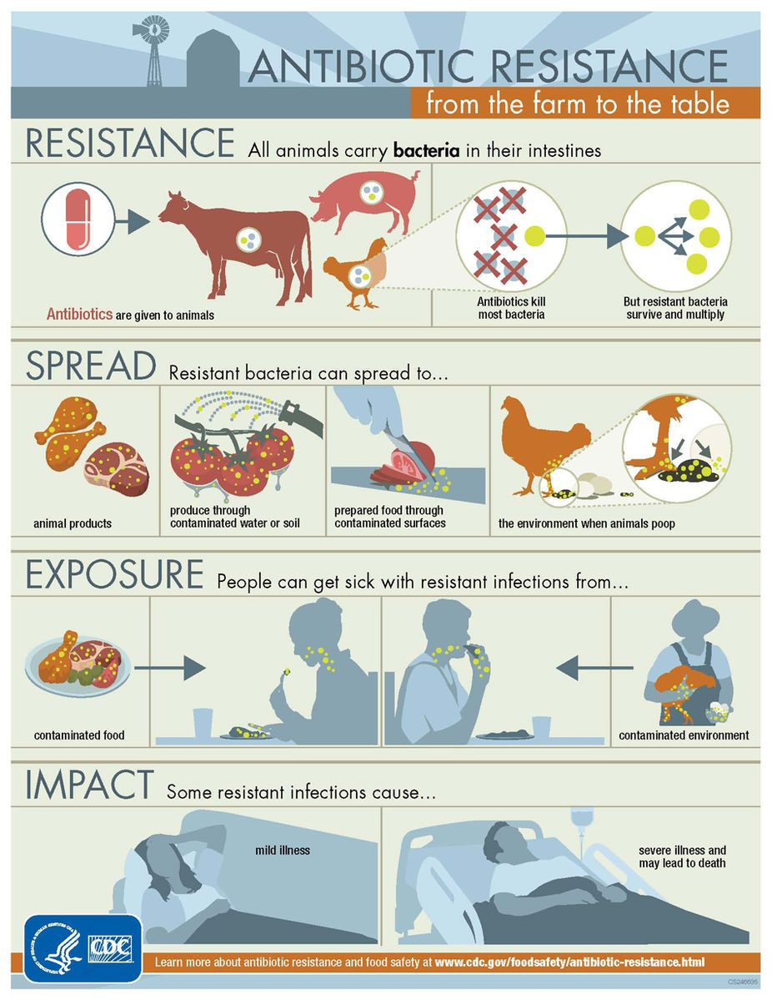 ANTIBIOTIC RESISTANCE
from the farm to the table
RESISTANCE All animals carry bacteria in their intestines
Antibiotics are given to animals
Antibiotics kill
most bacteria
But resistant bacteria
survive and multiply
SPREAD Resistant bacteria can spread to...
animal products
produce through
contaminated water or soil
prepared food through
contaminated surfaces
the environment when animals poop
EXPOSURE People can get sick with resistant infections from...
contaminated food
contaminated environment
IMPACT Some resistant infections cause...
mild illness
severe illness and
may lead to death
CDC
Learn more about antibiotic resistance and food safety at www.cdc.gov/foodsafety/antibiotic-resistance.html